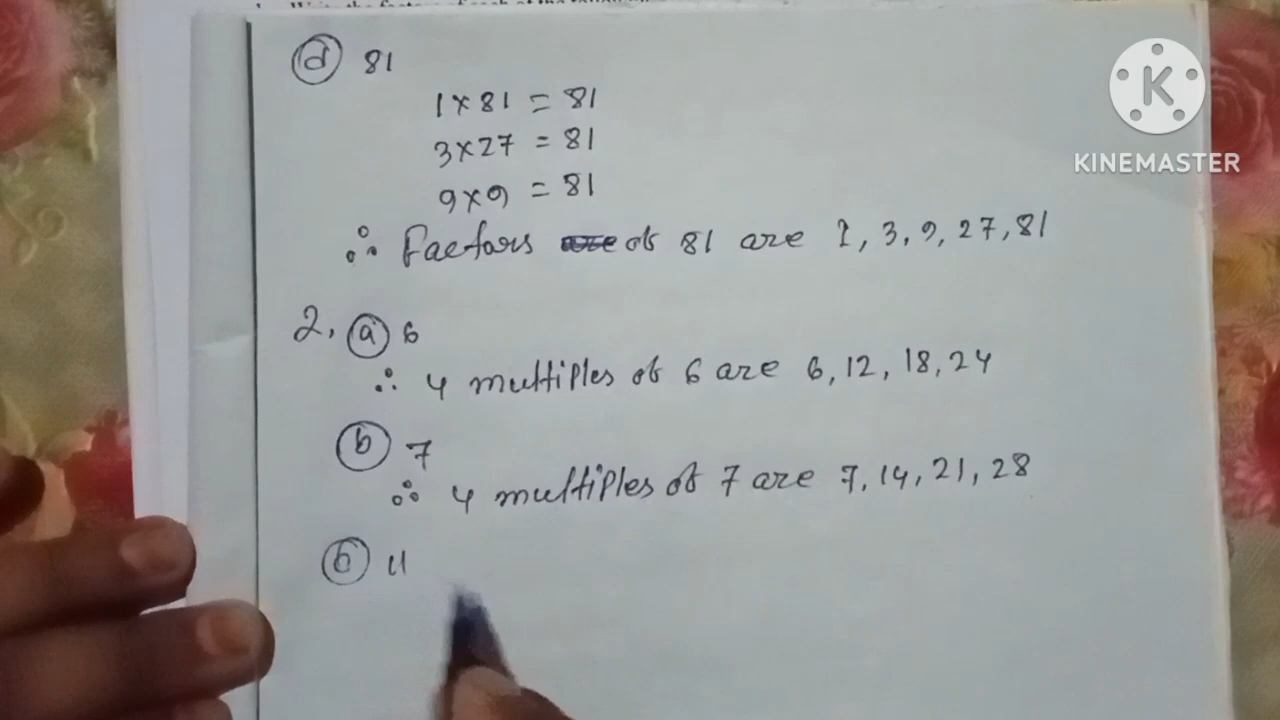 d 81
1 × 81 = 81
3 × 27 = 81
9 × 9 = 81
∴ Factors of 81 are 1, 3, 9, 27, 81
2. a 6
∴ 4 multiples of 6 are 6, 12, 18, 24
b 7
∴ 4 multiples of 7 are 7, 14, 21, 28
c 11
K
KINEMASTER